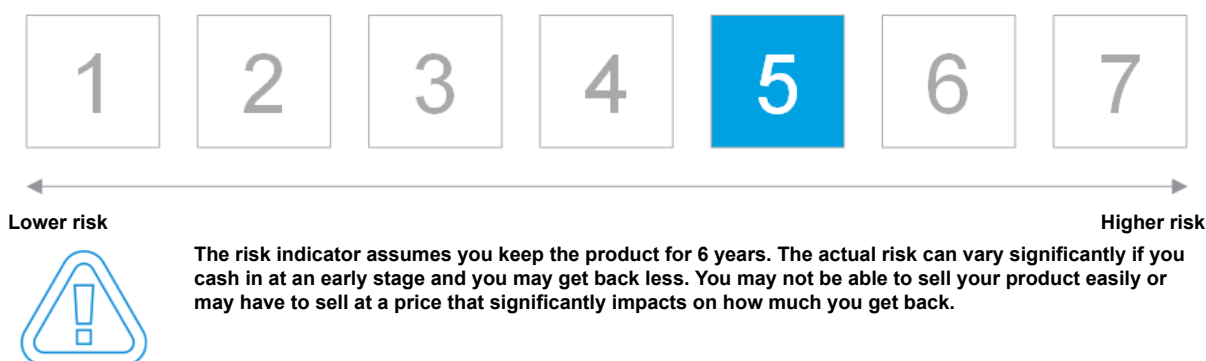 1 2 3 4 5 6 7
Lower risk Higher risk
The risk indicator assumes you keep the product for 6 years. The actual risk can vary significantly if you
cash in at an early stage and you may get back less. You may not be able to sell your product easily or
may have to sell at a price that significantly impacts on how much you get back.